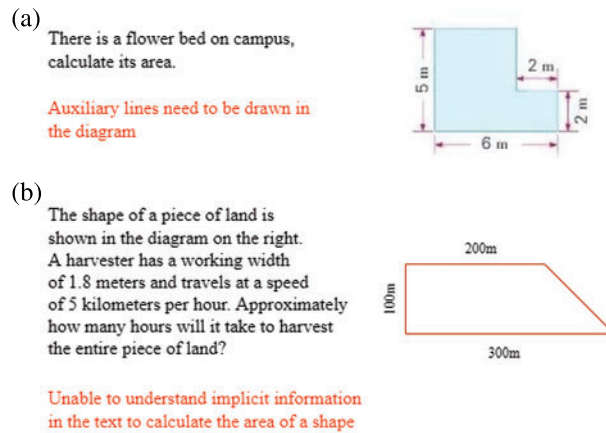 (a)
There is a flower bed on campus,
calculate its area.
Auxiliary lines need to be drawn in
the diagram
5 m
2 m
2 m
6 m
(b)
The shape of a piece of land is
shown in the diagram on the right.
A harvester has a working width
of 1.8 meters and travels at a speed
of 5 kilometers per hour. Approximately
how many hours will it take to harvest
the entire piece of land?
Unable to understand implicit information
in the text to calculate the area of a shape
200m
100m
300m